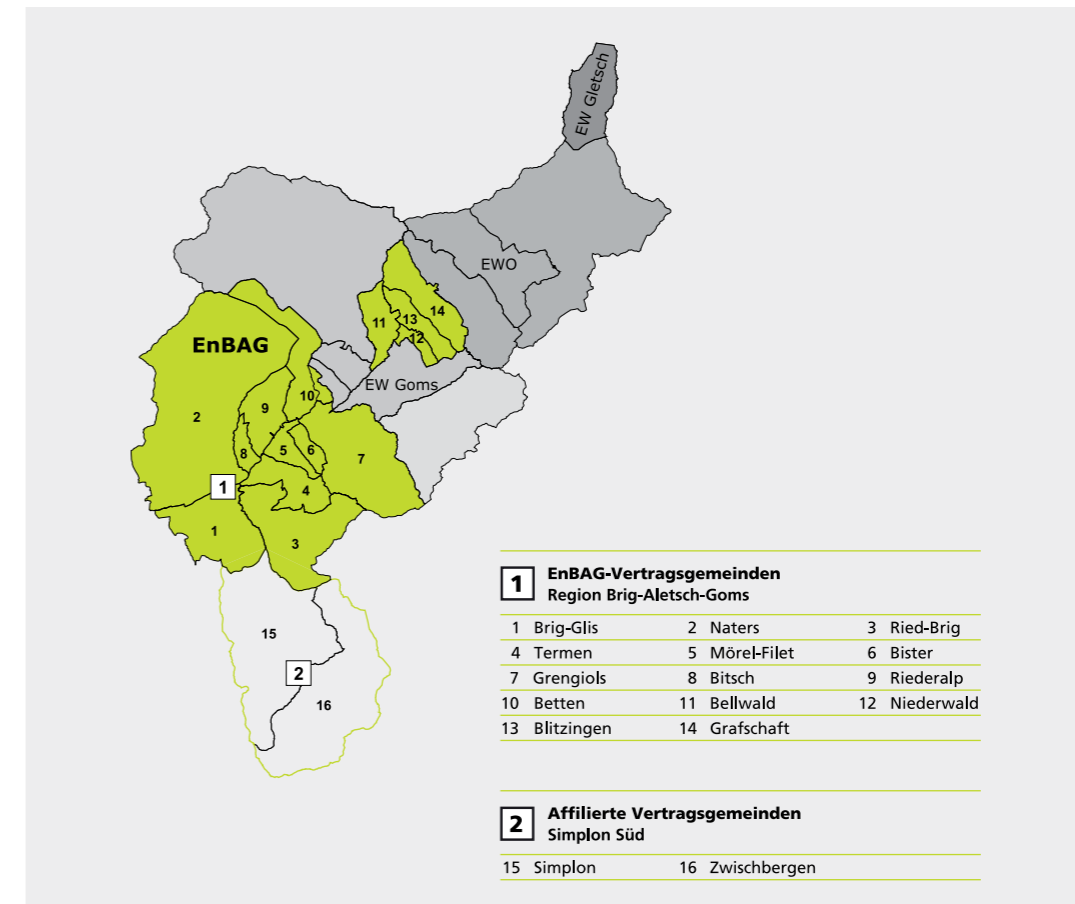 EW Gletsch
EWO
14
13
11
12
EnBAG
EW Goms
10
9
2
5
6
8
7
1
4
1
3
15
2
16
1 EnBAG-Vertragsgemeinden
Region Brig-Aletsch-Goms
1 Brig-Glis 2 Naters 3 Ried-Brig
4 Termen 5 Mörel-Filet 6 Bister
7 Grengiols 8 Bitsch 9 Riederalp
10 Betten 11 Bellwald 12 Niederwald
13 Blitzingen 14 Grafschaft
2 Affilierte Vertragsgemeinden
Simplon Süd
15 Simplon 16 Zwischbergen